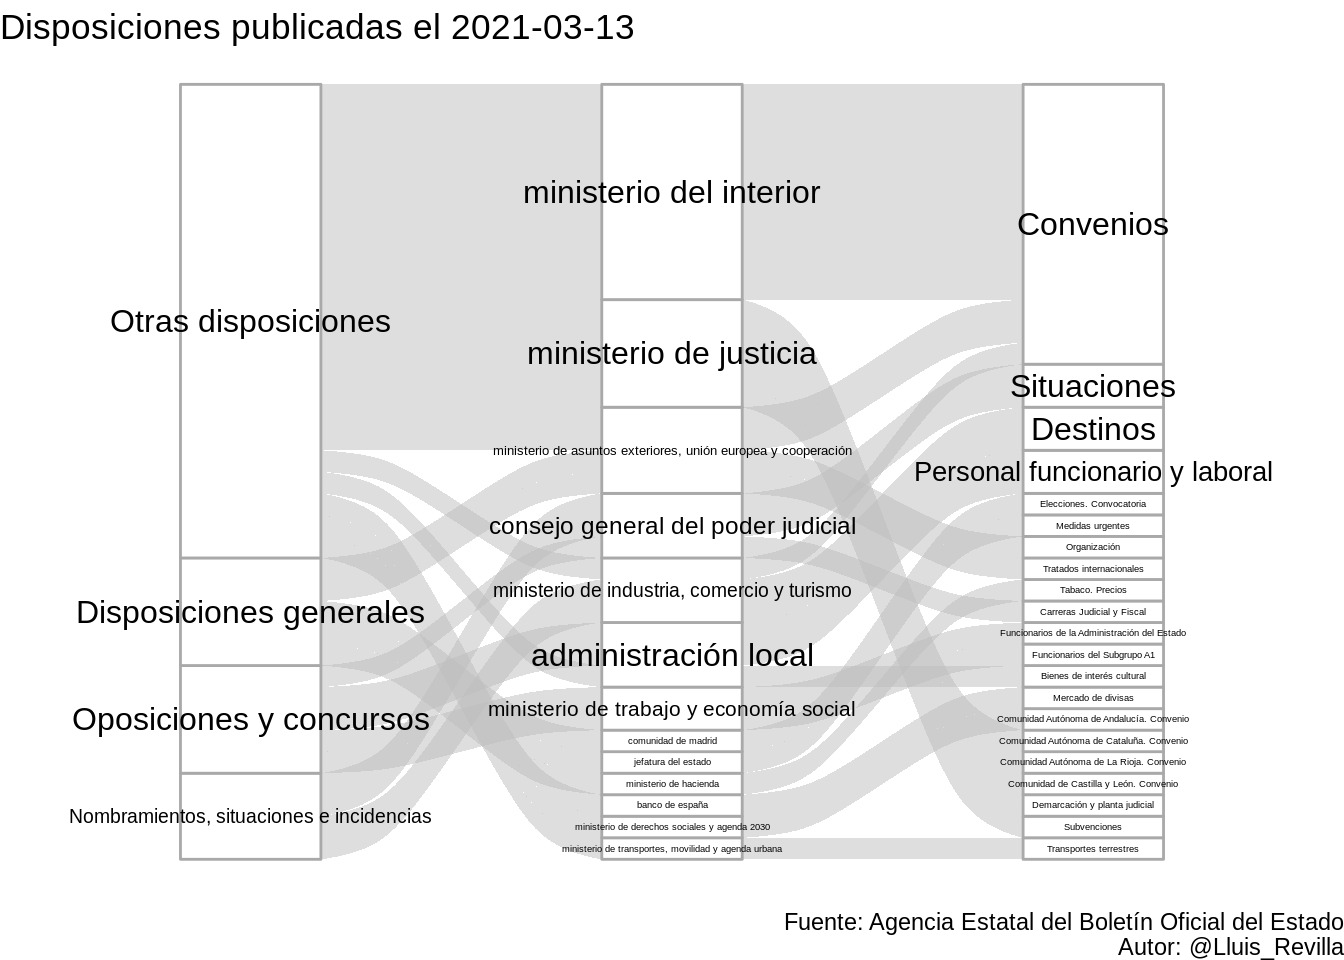 Disposiciones publicadas el 2021-03-13
Otras disposiciones
Disposiciones generales
Oposiciones y concursos
Nombramientos, situaciones e incidencias
ministerio del interior
ministerio de justicia
ministerio de asuntos exteriores, unión europea y cooperación
consejo general del poder judicial
ministerio de industria, comercio y turismo
administración local
ministerio de trabajo y economía social
comunidad de madrid
jefatura del estado
ministerio de hacienda
banco de españa
ministerio de derechos sociales y agenda 2030
ministerio de transportes, movilidad y agenda urbana
Convenios
Situaciones
Destinos
Personal funcionario y laboral
Elecciones. Convocatoria
Medidas urgentes
Organización
Tratados internacionales
Tabaco. Precios
Carreras Judicial y Fiscal
Funcionarios de la Administración del Estado
Funcionarios del Subgrupo A1
Bienes de interés cultural
Mercado de divisas
Comunidad Autónoma de Andalucía. Convenio
Comunidad Autónoma de Cataluña. Convenio
Comunidad Autónoma de La Rioja. Convenio
Comunidad de Castilla y León. Convenio
Demarcación y planta judicial
Subvenciones
Transportes terrestres
Fuente: Agencia Estatal del Boletín Oficial del Estado
Autor: @Lluis_Revilla